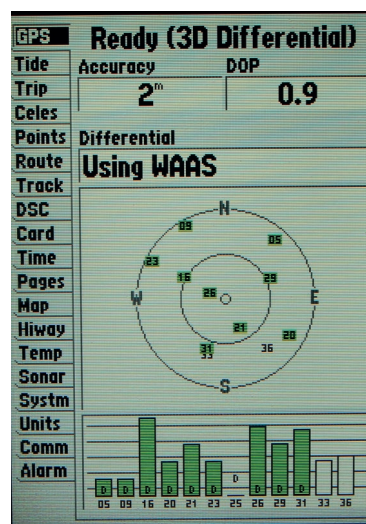 GPS
Ready (3D Differential)
Tide
Accuracy
DOP
Trip
2m
0.9
Celes
Points
Differential
Route
Using WAAS
Track
DSC
N
Card
09
05
Time
23
Pages
16
29
26
W
E
Map
Hiway
21
20
Temp
31
33
36
Sonar
S
Systm
Units
Comm
D
Alarm
D D D D D D D D D
05 09 16 20 21 23 25 26 29 31 33 36